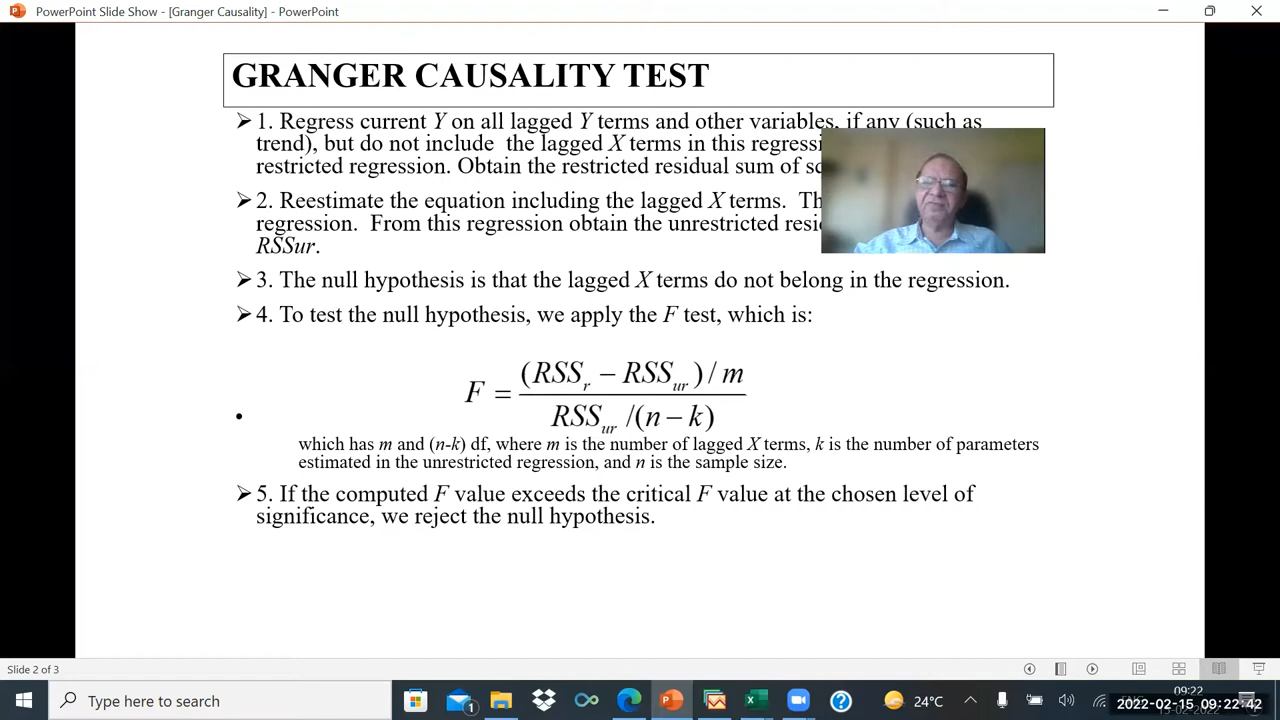 PowerPoint Slide Show - [Granger Causality] - PowerPoint
GRANGER CAUSALITY TEST
➢ 1. Regress current Y on all lagged Y terms and other variables, if any (such as
trend), but do not include the lagged X terms in this
restricted regression. Obtain the restricted residual sum of
➢ 2. Reestimate the equation including the lagged X terms.
regression. From this regression obtain the unrestricted
RSSur.
➢ 3. The null hypothesis is that the lagged X terms do not belong in the regression.
➢ 4. To test the null hypothesis, we apply the F test, which is:
F = (RSS_r − RSS_ur) / m
RSS_ur /(n − k)
•
which has m and (n-k) df, where m is the number of lagged X terms, k is the number of parameters
estimated in the unrestricted regression, and n is the sample size.
➢ 5. If the computed F value exceeds the critical F value at the chosen level of
significance, we reject the null hypothesis.
Slide 2 of 3
Type here to search
1
24°C
09:22
2022-02-15 09:22:42